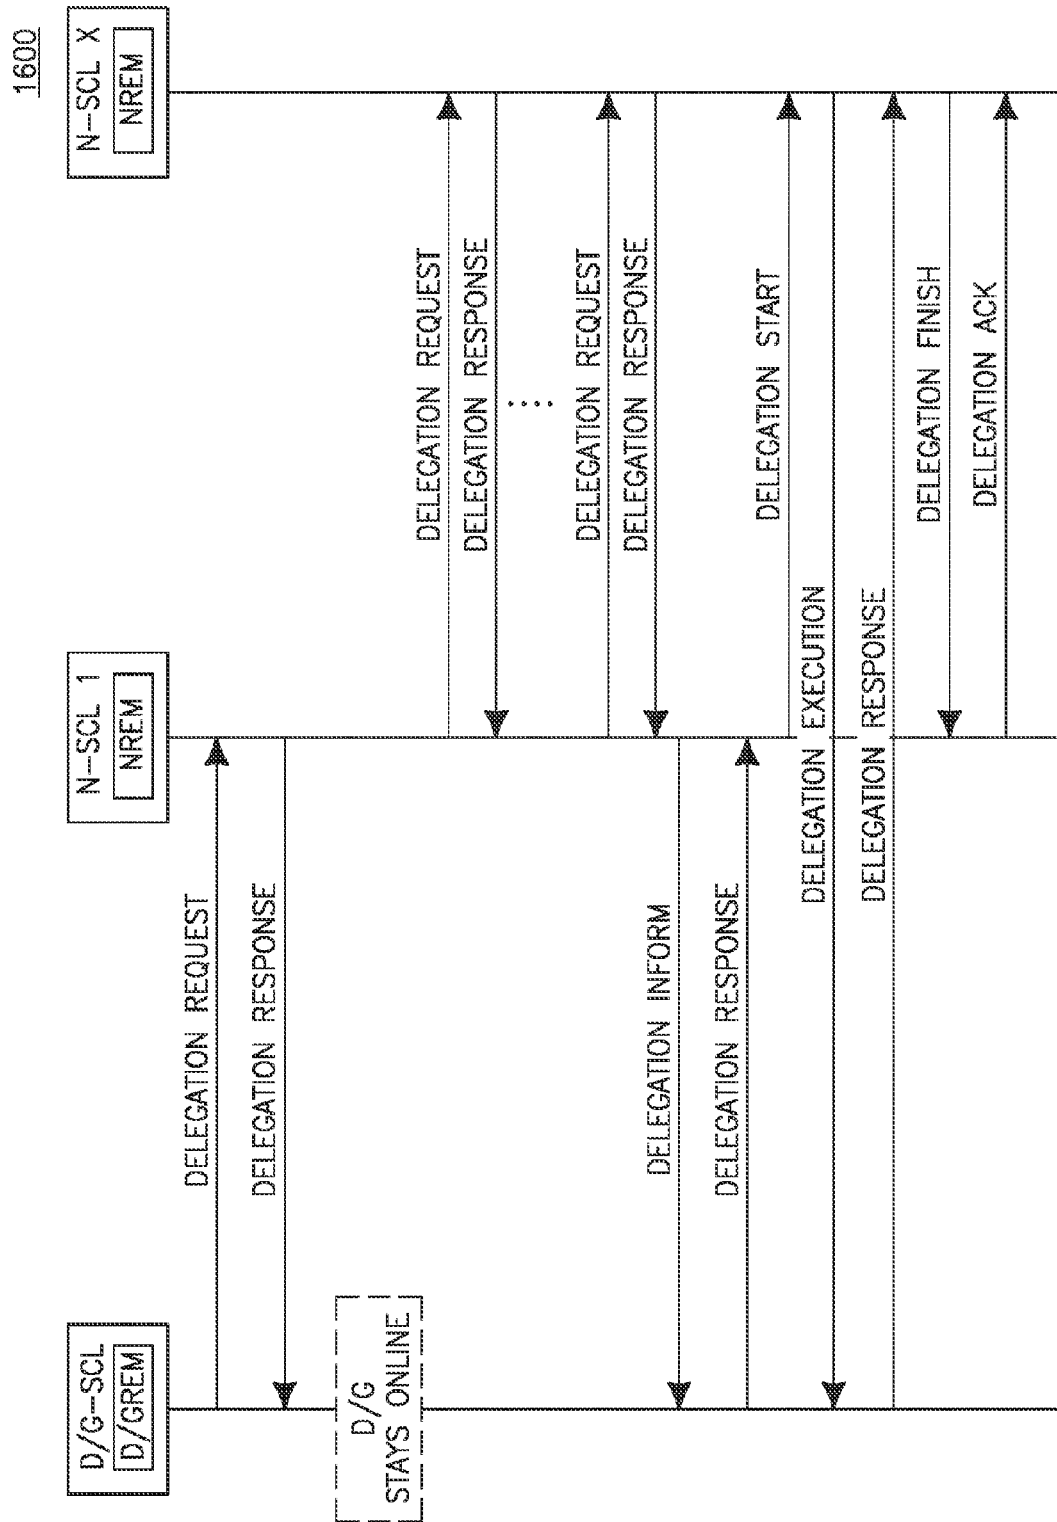 1600
D/G-SCL
D/GREM
N-SCL 1
NREM
N-SCL X
NREM
DELEGATION REQUEST
DELEGATION RESPONSE
D/G
STAYS ONLINE
DELEGATION REQUEST
DELEGATION RESPONSE
....
DELEGATION REQUEST
DELEGATION RESPONSE
DELEGATION INFORM
DELEGATION RESPONSE
DELEGATION START
DELEGATION EXECUTION
DELEGATION RESPONSE
DELEGATION FINISH
DELEGATION ACK